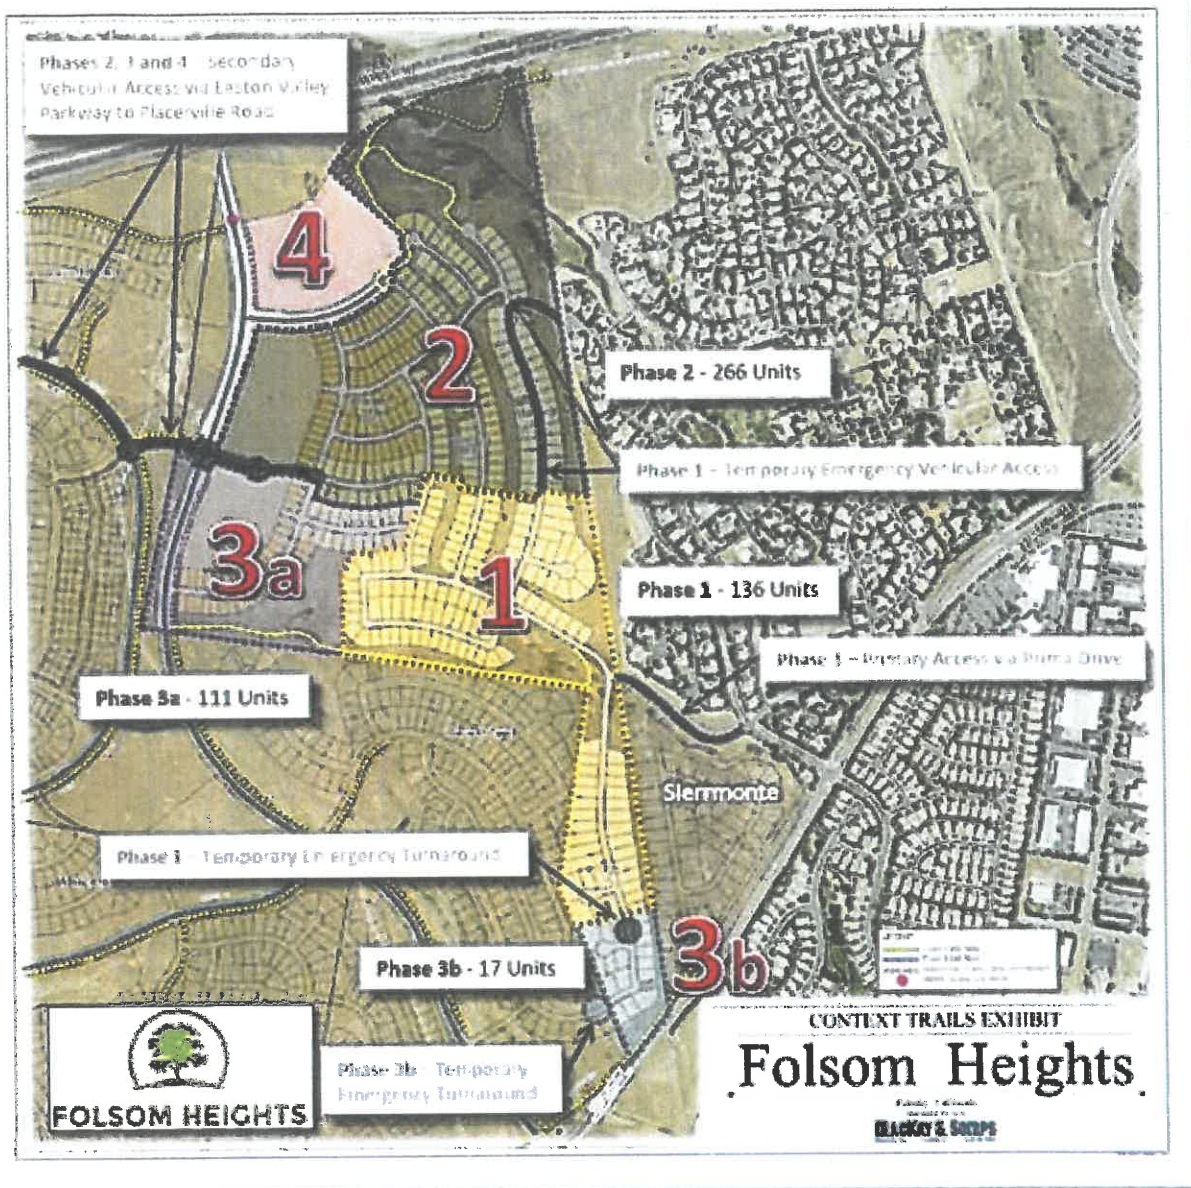 Phases 2, 3 and 4 – Secondary
Vehicular Access via Easton Valley
Parkway to Placerville Road
4
2
Phase 2 - 266 Units
Phase 1 – Temporary Emergency Vehicular Access
3a
1
Phase 1 - 136 Units
Phase 1 – Primary Access via Prima Drive
Phase 3a - 111 Units
Sierrmonte
Phase 1 – Temporary Emergency Turnaround
3b
Phase 3b - 17 Units
CONTEXT TRAILS EXHIBIT
Folsom Heights
Phase 3b – Temporary
Emergency Turnaround
FOLSOM HEIGHTS
MACKAY & SOMPS